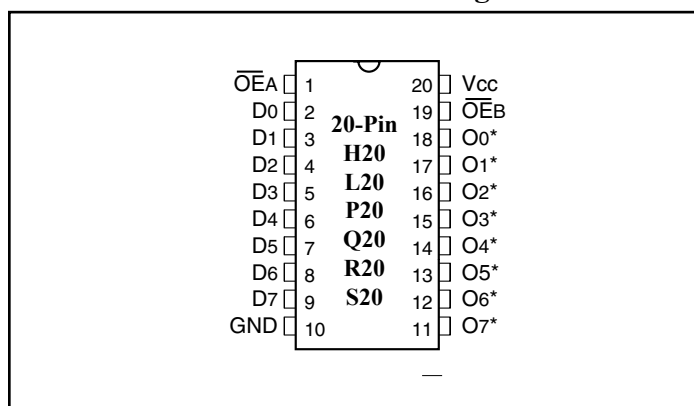 O̅E̅A 1 20 Vcc
D0 2 19 O̅E̅B
D1 3 20-Pin 18 O0*
D2 4 H20 17 O1*
D3 5 L20 16 O2*
D4 6 P20 15 O3*
D5 7 Q20 14 O4*
D6 8 R20 13 O5*
D7 9 S20 12 O6*
GND 10 11 O7*